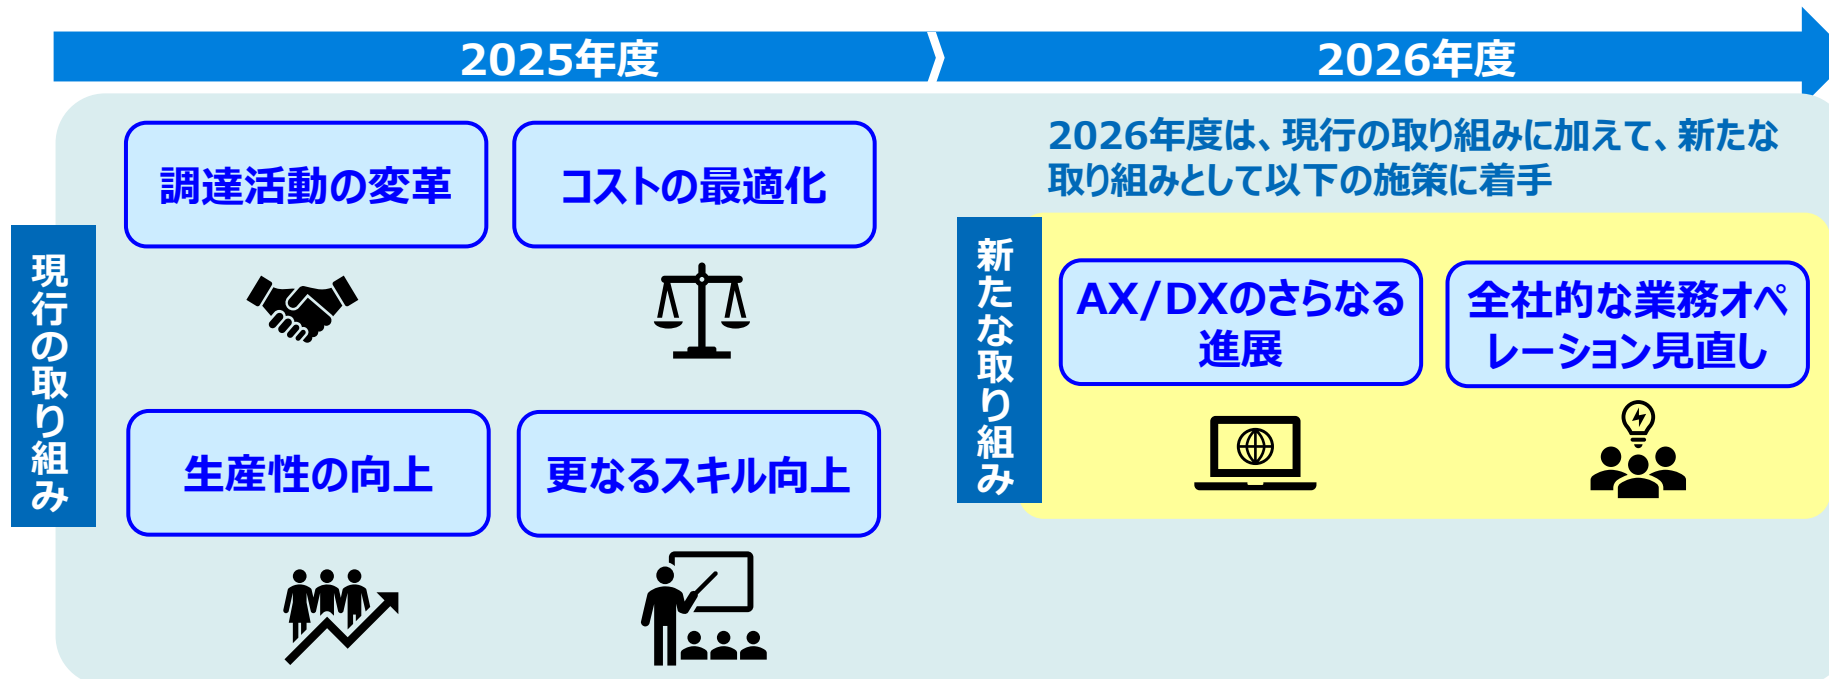 2025年度
2026年度
現行の取り組み
調達活動の変革
コストの最適化
生産性の向上
更なるスキル向上
2026年度は、現行の取り組みに加えて、新たな
取り組みとして以下の施策に着手
新たな取り組み
AX/DXのさらなる
進展
全社的な業務オペ
レーション見直し